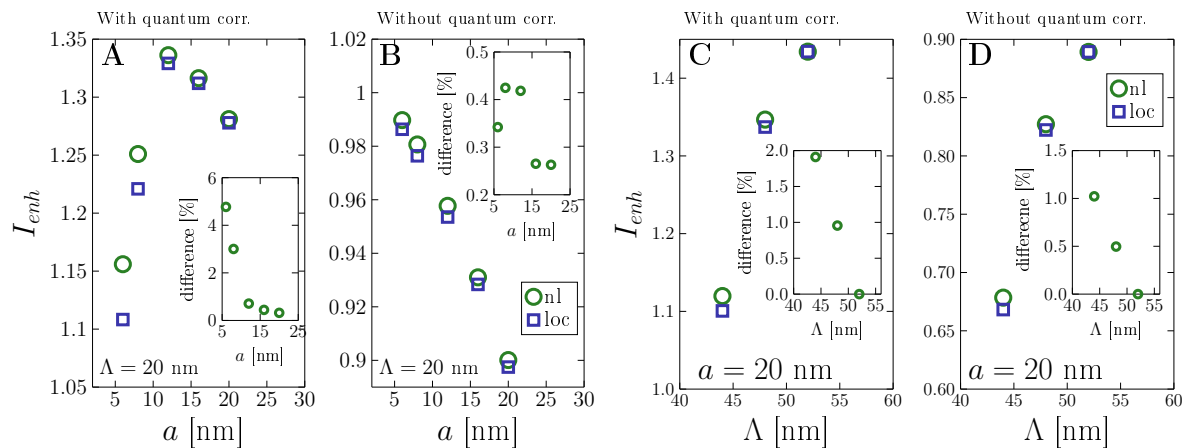 With quantum corr.
A
I_enh
1.35
1.3
1.25
1.2
1.15
1.1
1.05
5 10 15 20 25 30
a [nm]
Λ = 20 nm
difference [%]
6
4
2
0
5 15 25
a [nm]
Without quantum corr.
B
1.02
1
0.98
0.96
0.94
0.92
0.9
5 10 15 20 25 30
a [nm]
Λ = 20 nm
difference [%]
0.5
0.4
0.3
0.2
5 15 25
a [nm]
nl
loc
With quantum corr.
C
I_enh
1.4
1.3
1.2
1.1
1.0
40 45 50 55 60
Λ [nm]
a = 20 nm
difference [%]
2.0
1.5
1.0
0.5
0.0
40 45 50 55
Λ [nm]
Without quantum corr.
D
0.90
0.85
0.80
0.75
0.70
0.65
0.60
40 45 50 55 60
Λ [nm]
a = 20 nm
nl
loc
differecne [%]
1.5
1.0
0.5
0.0
40 45 50 55
Λ [nm]